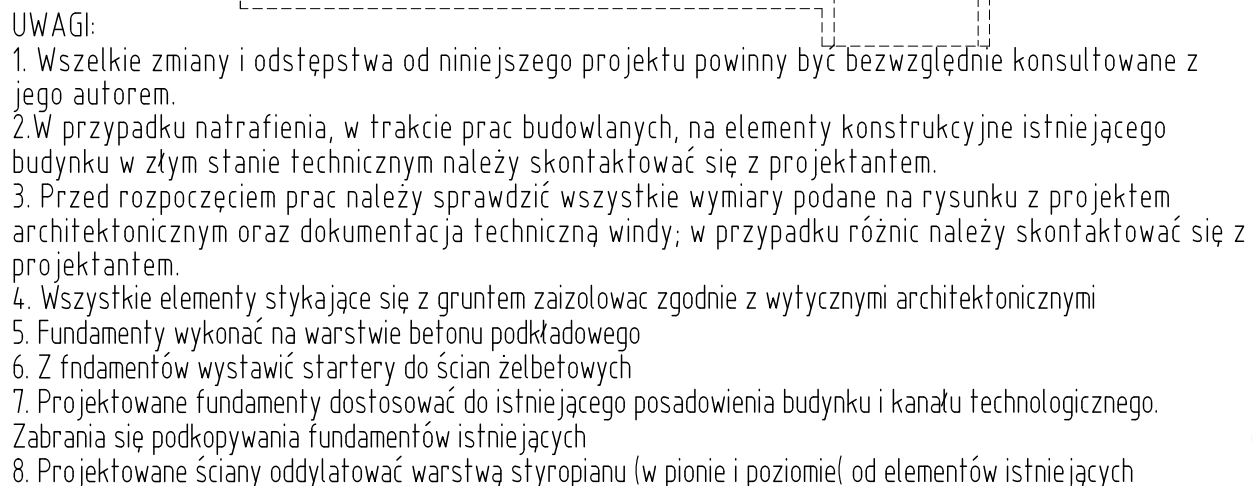 UWAGI:
1. Wszelkie zmiany i odstępstwa od niniejszego projektu powinny być bezwzględnie konsultowane z
jego autorem.
2.W przypadku natrafienia, w trakcie prac budowlanych, na elementy konstrukcyjne istniejącego
budynku w złym stanie technicznym należy skontaktować się z projektantem.
3. Przed rozpoczęciem prac należy sprawdzić wszystkie wymiary podane na rysunku z projektem
architektonicznym oraz dokumentacja techniczną windy; w przypadku różnic należy skontaktować się z
projektantem.
4. Wszystkie elementy stykające się z gruntem zaizolowac zgodnie z wytycznymi architektonicznymi
5. Fundamenty wykonać na warstwie betonu podkładowego
6. Z fndamentów wystawić startery do ścian żelbetowych
7. Projektowane fundamenty dostosować do istniejącego posadowienia budynku i kanału technologicznego.
Zabrania się podkopywania fundamentów istniejących
8. Projektowane ściany oddylatować warstwą styropianu (w pionie i poziomie( od elementów istniejących